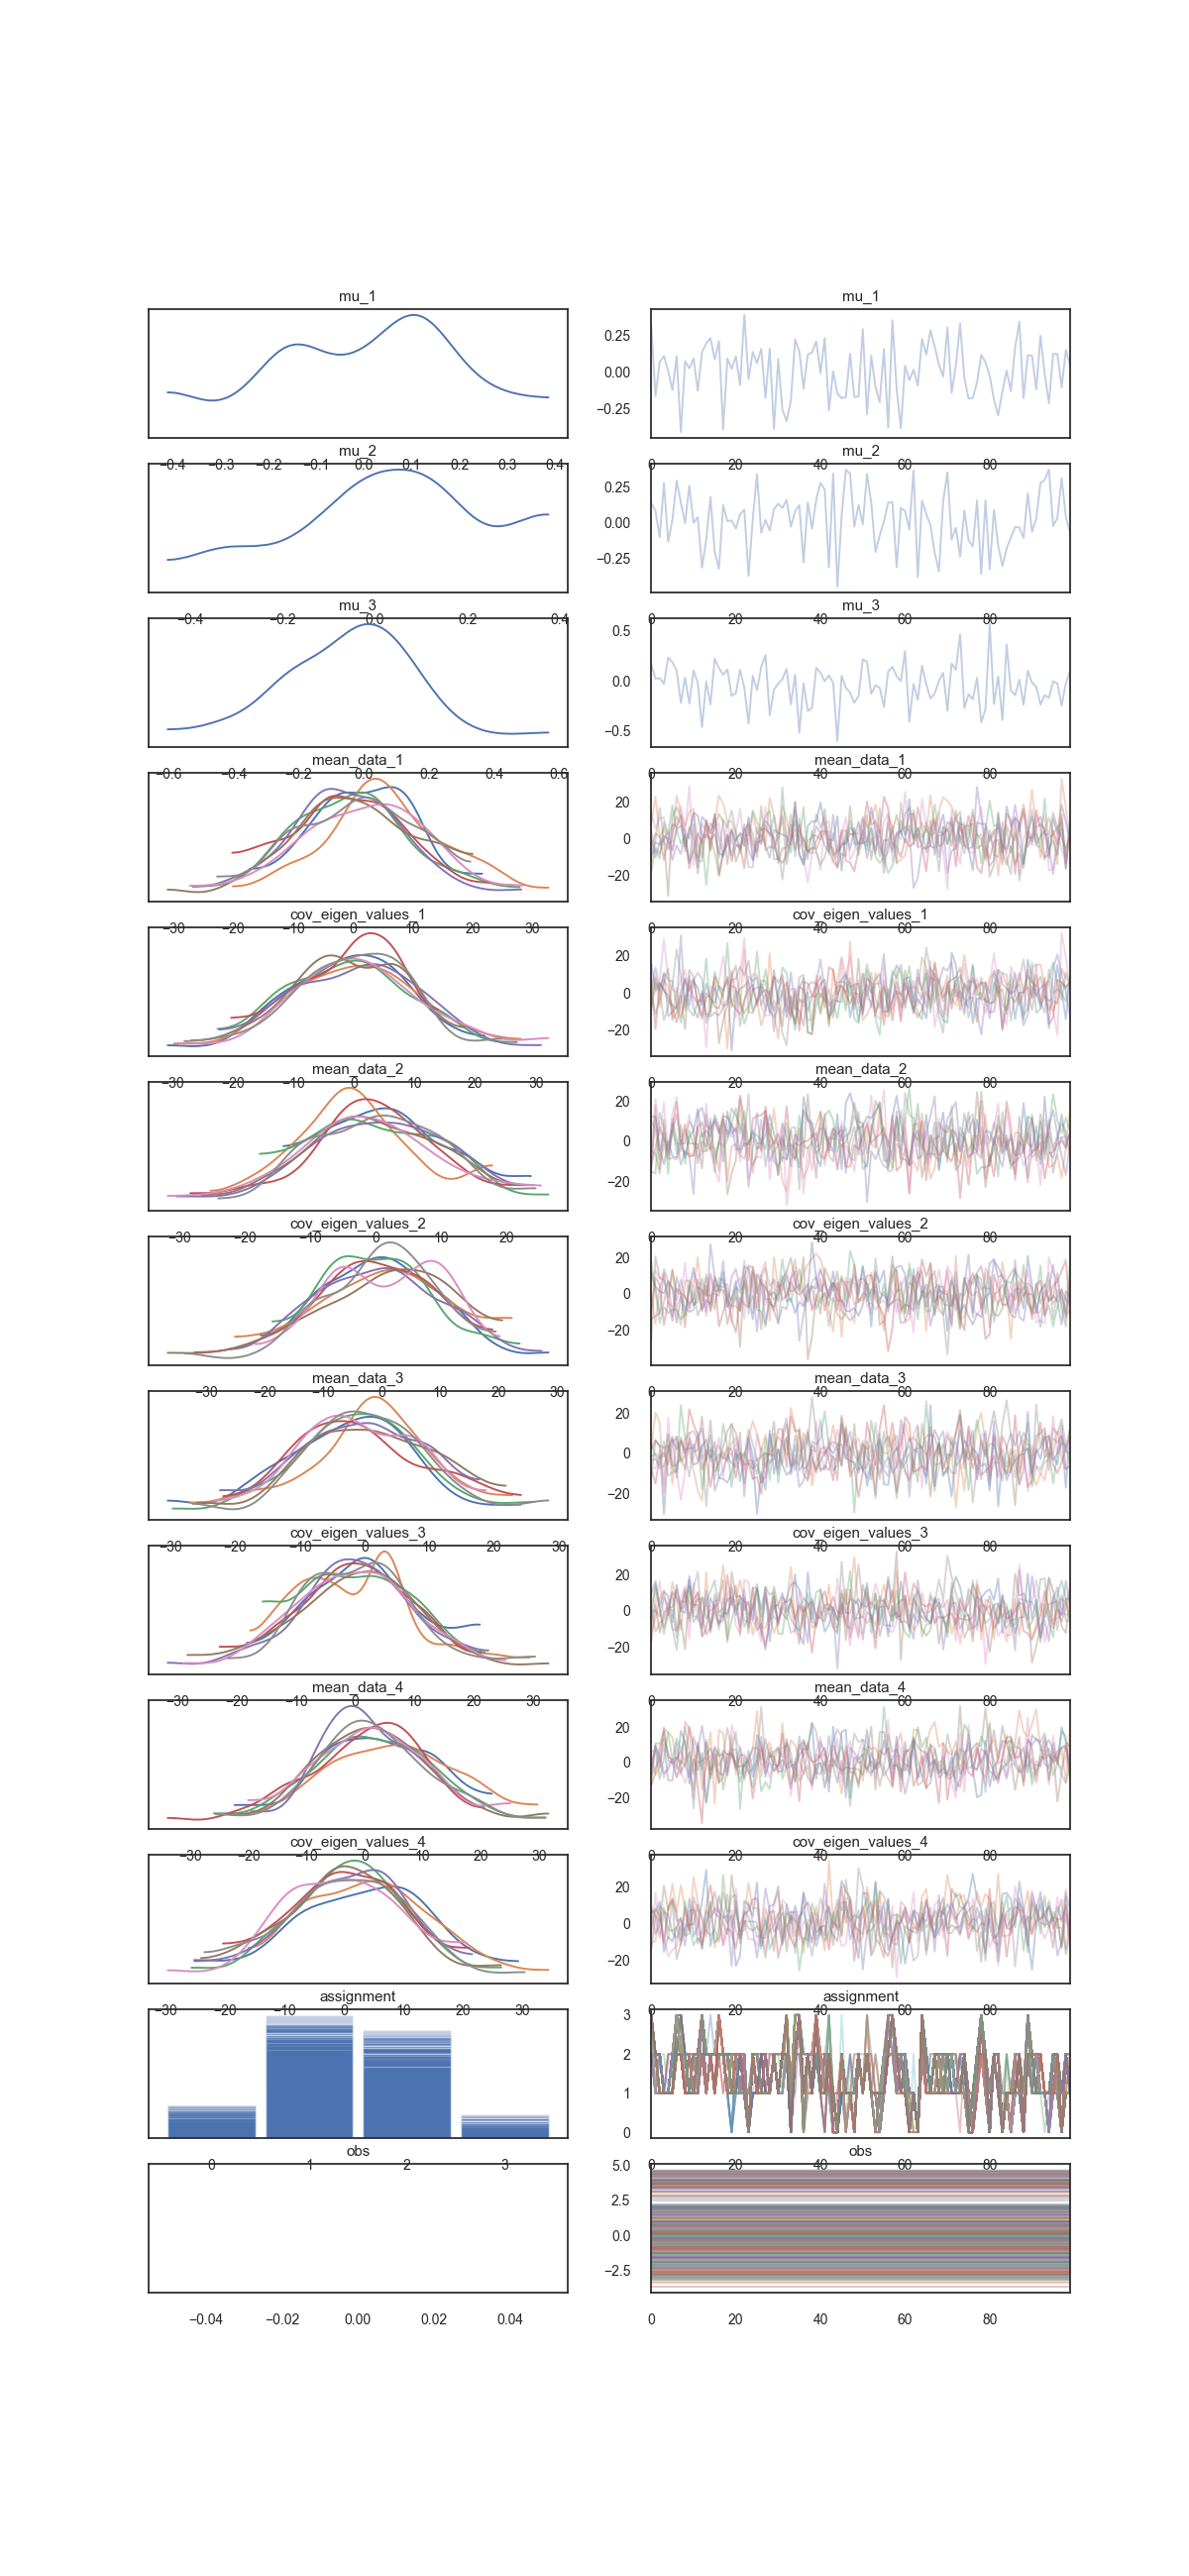 mu_1 mu_1
0.25
0.00
−0.25
−0.4 −0.3 −0.2 −0.1 0.0 0.1 0.2 0.3 0.4 0 20 40 60 80
mu_2 mu_2
0.25
0.00
−0.25
−0.4 −0.2 0.0 0.2 0.4 0 20 40 60 80
mu_3 mu_3
0.5
0.0
−0.5
−0.6 −0.4 −0.2 0.0 0.2 0.4 0.6 0 20 40 60 80
mean_data_1 mean_data_1
20
0
−20
−30 −20 −10 0 10 20 30 0 20 40 60 80
cov_eigen_values_1 cov_eigen_values_1
20
0
−20
−30 −20 −10 0 10 20 30 0 20 40 60 80
mean_data_2 mean_data_2
20
0
−20
−30 −20 −10 0 10 20 0 20 40 60 80
cov_eigen_values_2 cov_eigen_values_2
20
0
−20
−30 −20 −10 0 10 20 30 0 20 40 60 80
mean_data_3 mean_data_3
20
0
−20
−30 −20 −10 0 10 20 30 0 20 40 60 80
cov_eigen_values_3 cov_eigen_values_3
20
0
−20
−30 −20 −10 0 10 20 30 0 20 40 60 80
mean_data_4 mean_data_4
20
0
−20
−30 −20 −10 0 10 20 30 0 20 40 60 80
cov_eigen_values_4 cov_eigen_values_4
20
0
−20
−30 −20 −10 0 10 20 30 0 20 40 60 80
assignment assignment
3
2
1
0
0 1 2 3 0 20 40 60 80
obs obs
5.0
2.5
0.0
−2.5
−0.04 −0.02 0.00 0.02 0.04 0 20 40 60 80